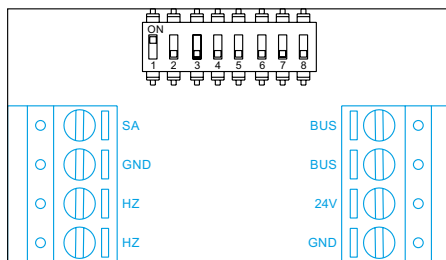 ON
1 2 3 4 5 6 7 8
SA BUS
GND BUS
HZ 24V
HZ GND